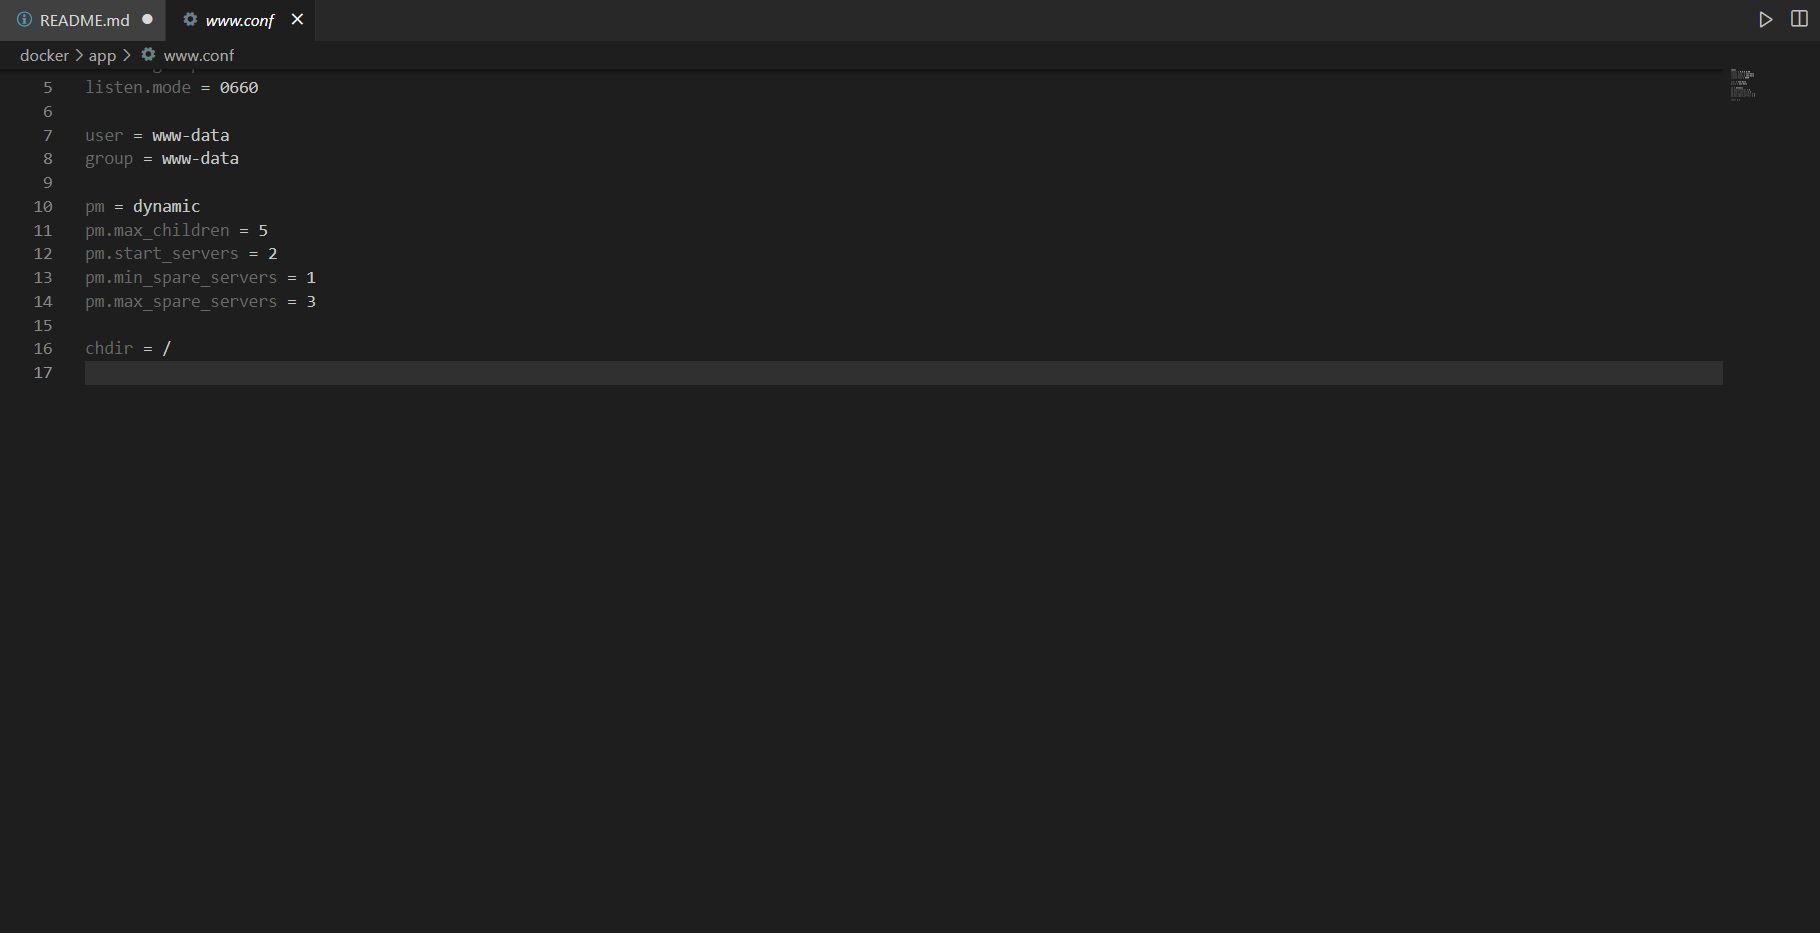 README.md
www.conf
docker > app > www.conf
5 listen.mode = 0660
6
7 user = www-data
8 group = www-data
9
10 pm = dynamic
11 pm.max_children = 5
12 pm.start_servers = 2
13 pm.min_spare_servers = 1
14 pm.max_spare_servers = 3
15
16 chdir = /
17